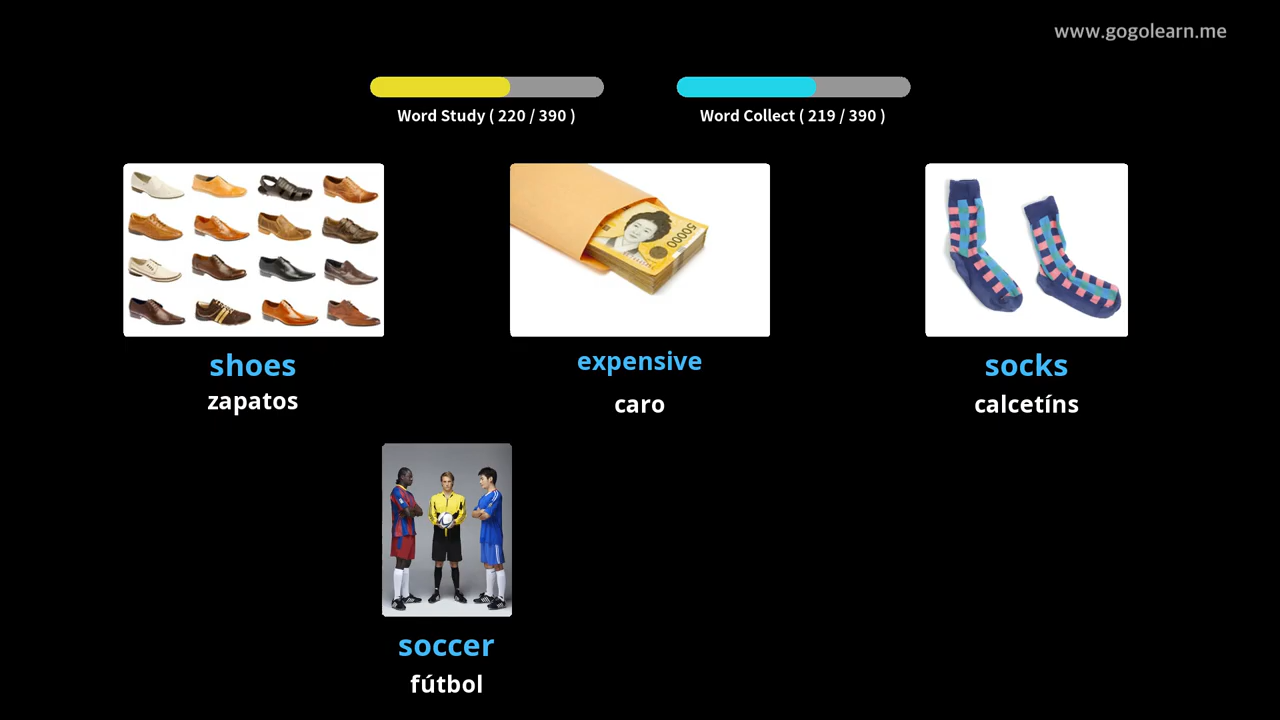 www.gogolearn.me
Word Study ( 220 / 390 )
Word Collect ( 219 / 390 )
50000
shoes
zapatos
expensive
caro
socks
calcetíns
soccer
fútbol